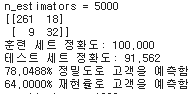 n_estimators = 5000
[[261  18]
 [  9  32]]
훈련 세트 정확도: 100,000
테스트 세트 정확도: 91,562
78,0488% 정밀도로 고객을 예측함
64,0000% 재현률로 고객을 예측함